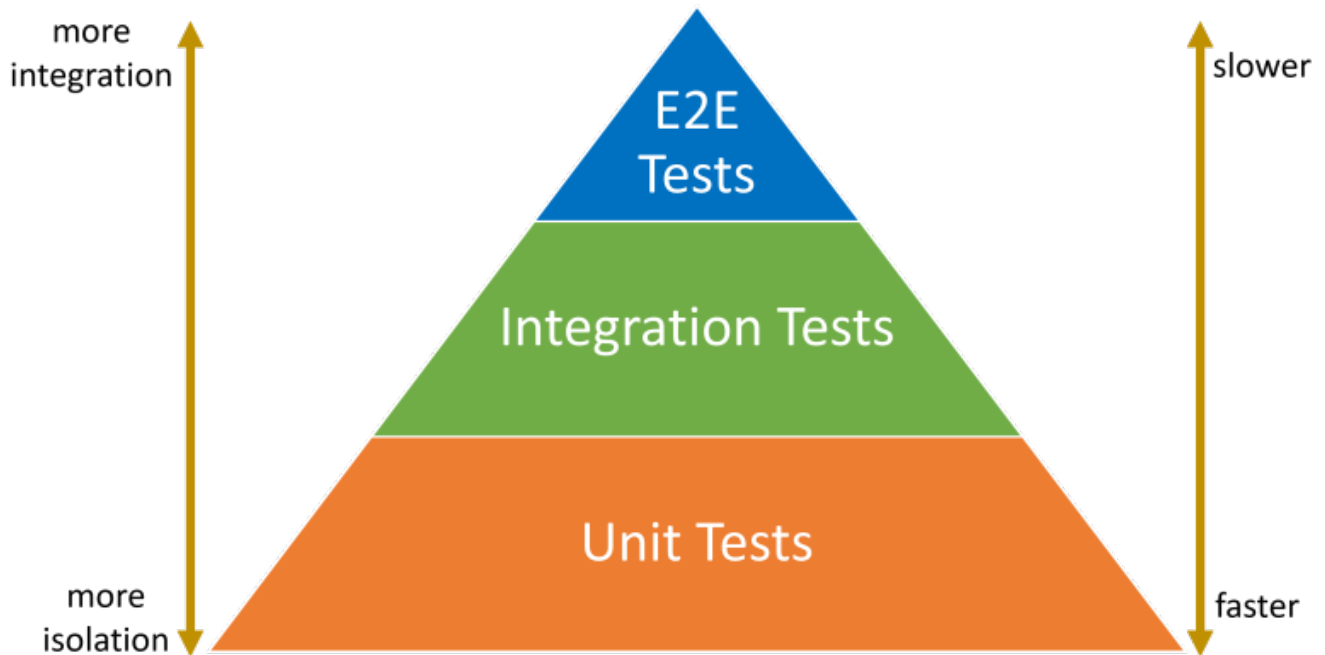 more
integration
slower
E2E
Tests
Integration Tests
Unit Tests
more
isolation
faster